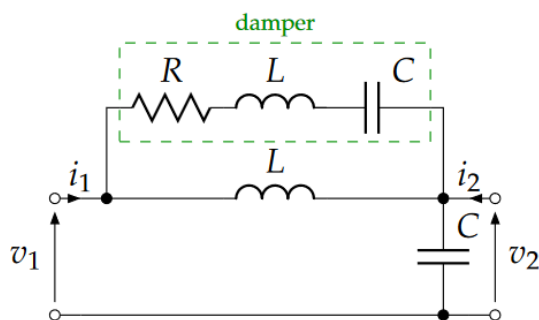 damper
R L C
L
i₁ i₂
C
v₁ v₂